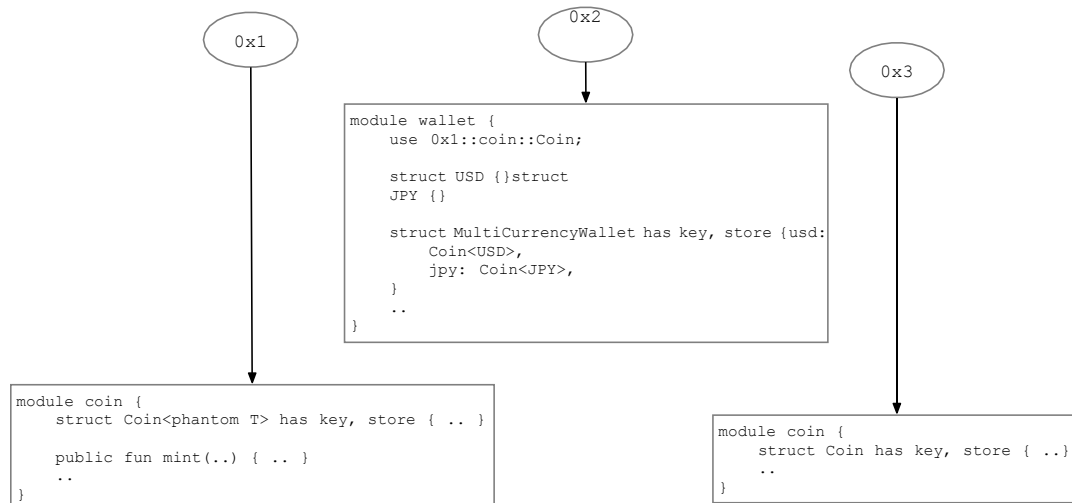 0x1
0x2
0x3
module wallet {
use 0x1::coin::Coin;
struct USD {}struct
JPY {}
struct MultiCurrencyWallet has key, store {usd:
Coin<USD>,
jpy: Coin<JPY>,
}
..
}
module coin {
struct Coin<phantom T> has key, store { .. }
public fun mint(..) { .. }
..
}
module coin {
struct Coin has key, store { ..}
..
}